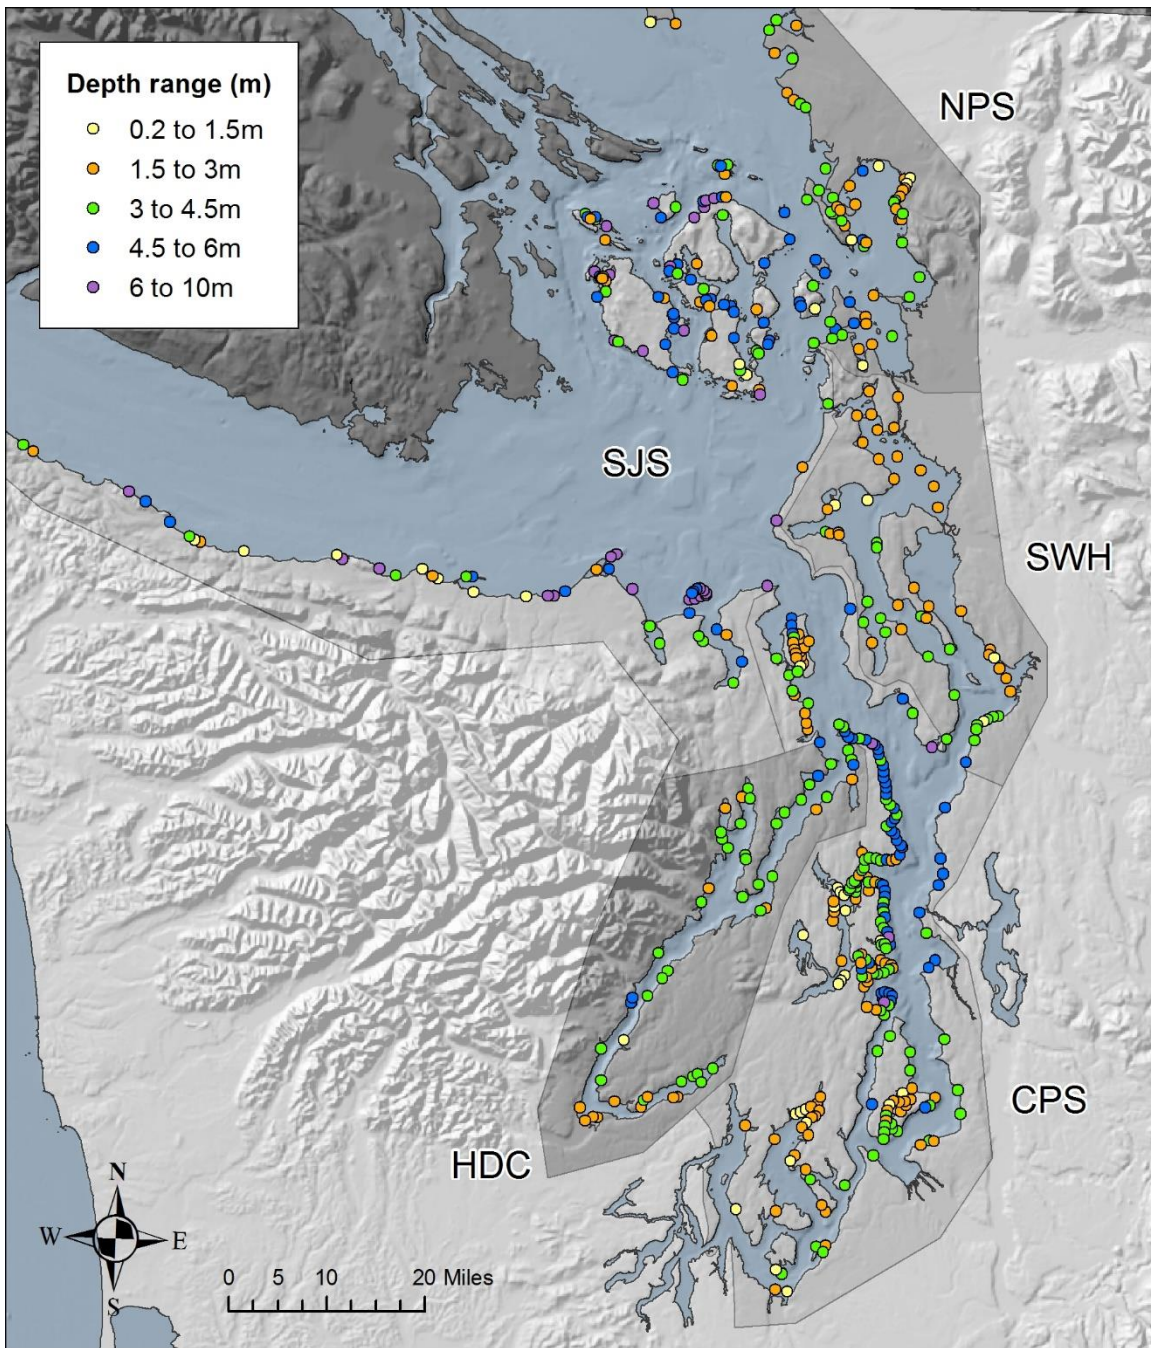 Depth range (m)
0.2 to 1.5m
1.5 to 3m
3 to 4.5m
4.5 to 6m
6 to 10m
NPS
SJS
SWH
CPS
HDC
N
W E
S
0 5 10 20 Miles